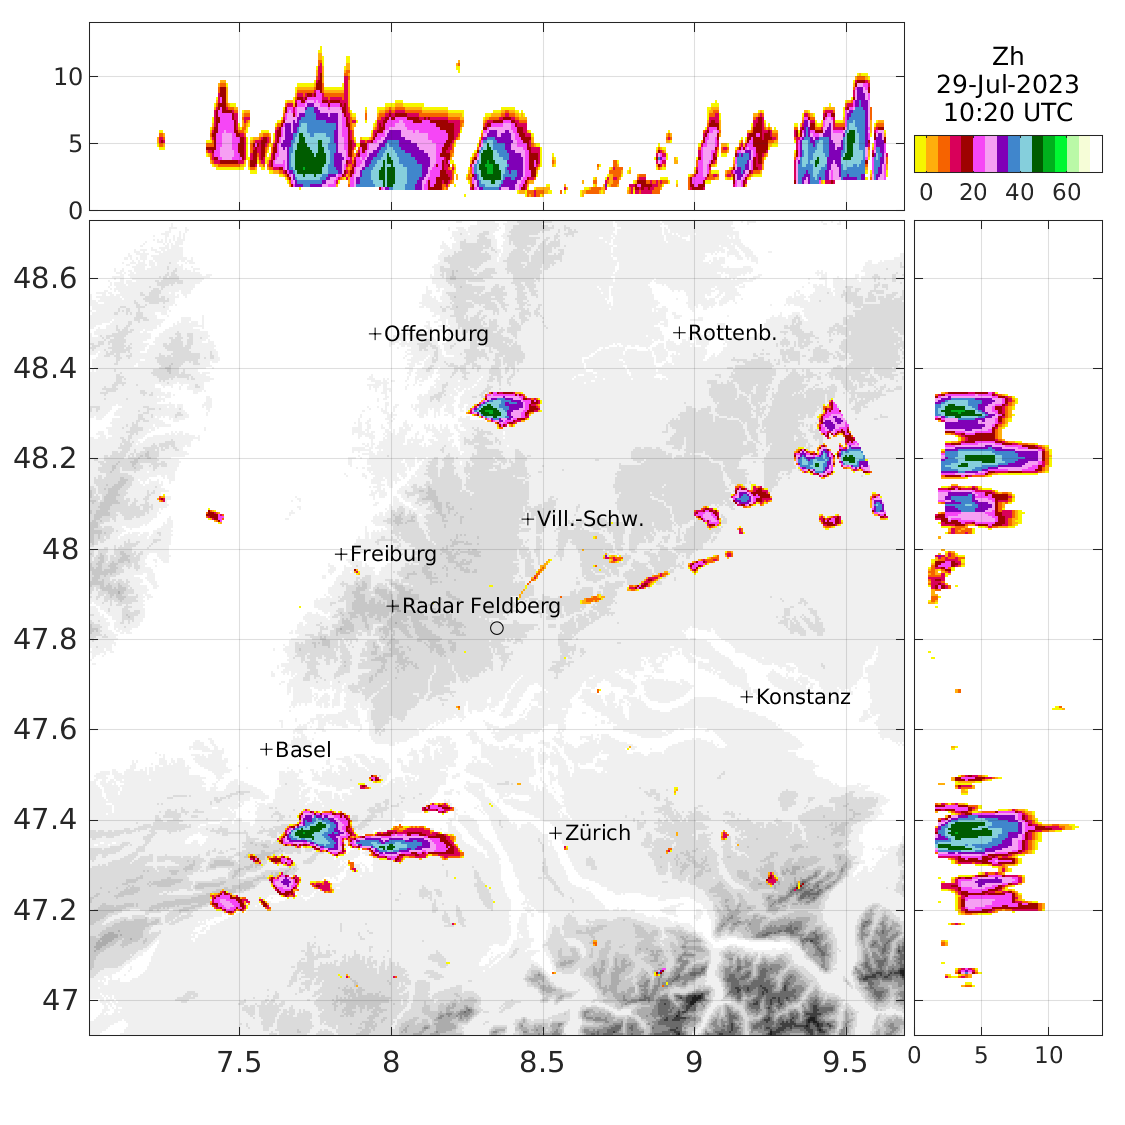 10
5
0
Zh
29-Jul-2023
10:20 UTC
0 20 40 60
48.6
48.4
48.2
48
47.8
47.6
47.4
47.2
47
+Offenburg
+Rottenb.
+Vill.-Schw.
+Freiburg
+Radar Feldberg
+Konstanz
+Basel
+Zürich
7.5 8 8.5 9 9.5
0 5 10